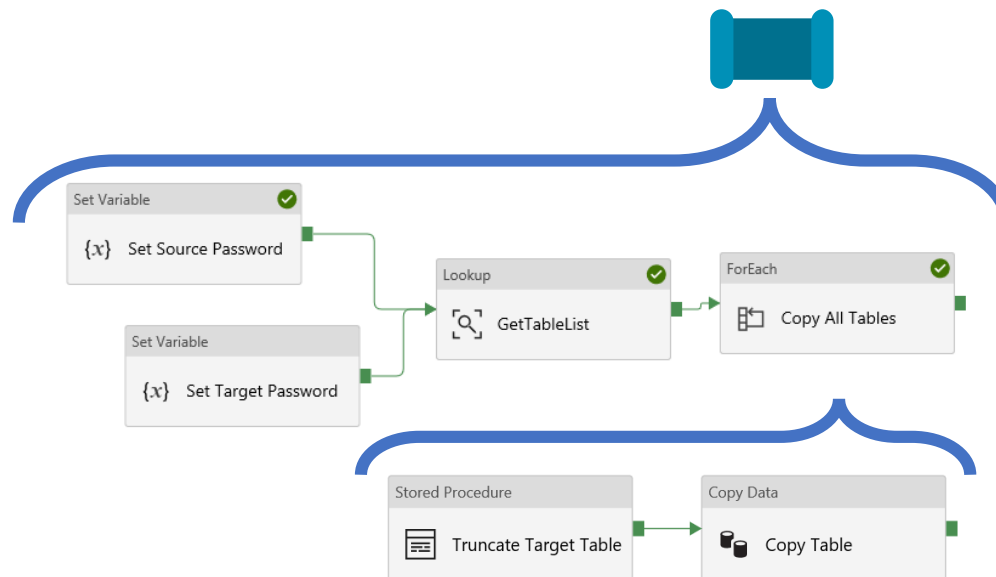 Set Variable
{x} Set Source Password
Lookup
GetTableList
ForEach
Copy All Tables
Set Variable
{x} Set Target Password
Stored Procedure
Truncate Target Table
Copy Data
Copy Table